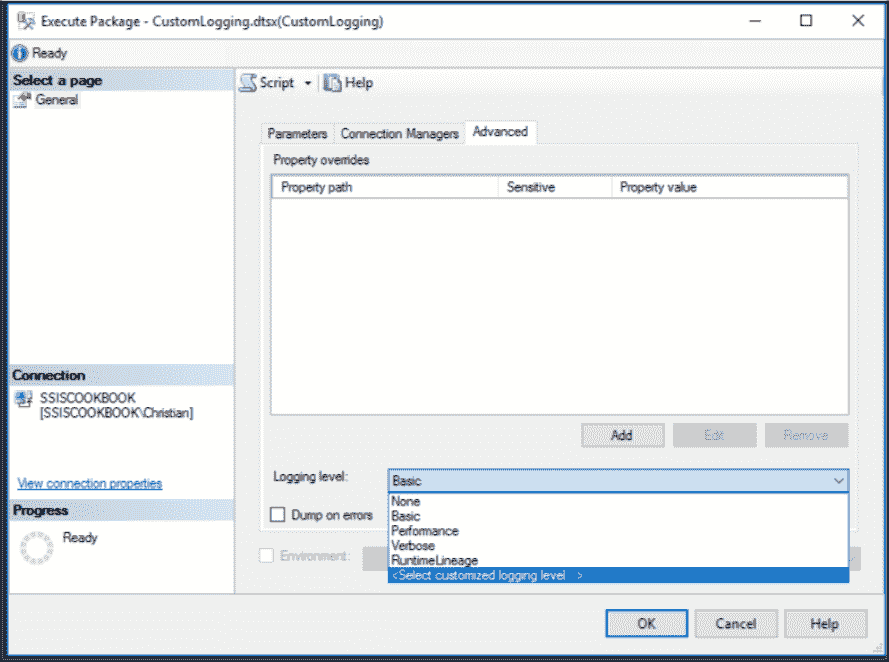 Execute Package - CustomLogging.dtsx(CustomLogging)
Ready
Select a page
General
Script
Help
Parameters
Connection Managers
Advanced
Property overrides
Property path
Sensitive
Property value
Add
Edit
Remove
Connection
SSISCOOKBOOK
[SSISCOOKBOOK\Christian]
View connection properties
Progress
Ready
Logging level:
Basic
None
Basic
Performance
Verbose
RuntimeLineage
<Select customized logging level   >
Dump on errors
Environment:
OK
Cancel
Help